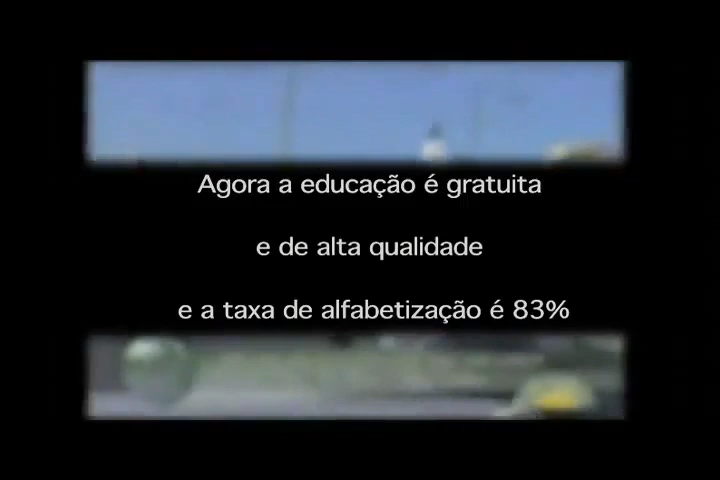 Agora a educação é gratuita
e de alta qualidade
e a taxa de alfabetização é 83%